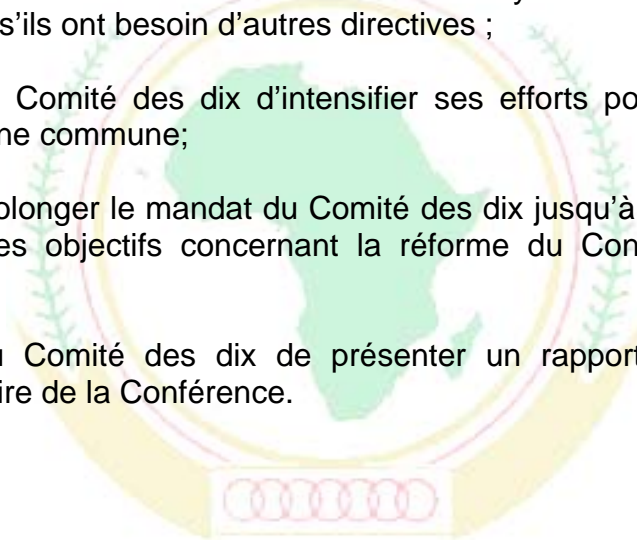 s'ils ont besoin d'autres directives ;
Comité des dix d'intensifier ses efforts
ne commune;
olonger le mandat du Comité des dix jusqu'à
es objectifs concernant la réforme du
Comité des dix de présenter un rapport
ire de la Conférence.